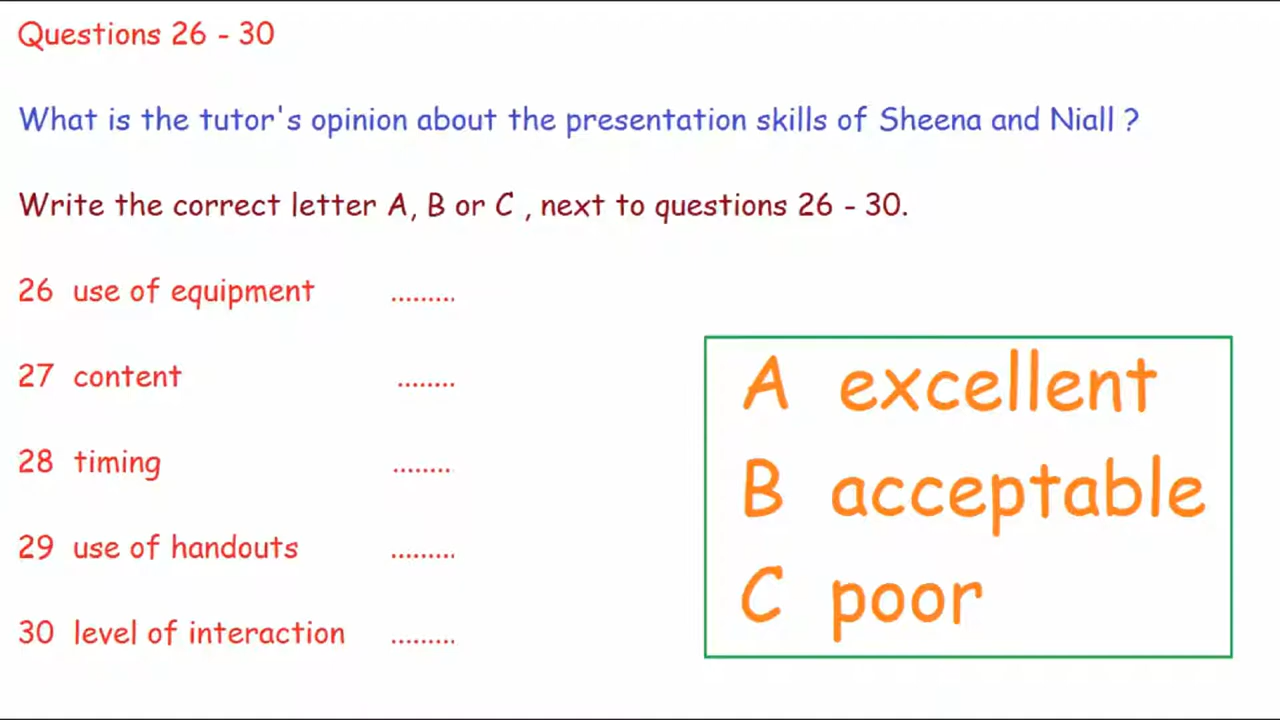 Questions 26 - 30
What is the tutor's opinion about the presentation skills of Sheena and Niall ?
Write the correct letter A, B or C , next to questions 26 - 30.
26 use of equipment .........
27 content ........
28 timing ........
29 use of handouts .........
30 level of interaction .........
A excellent
B acceptable
C poor